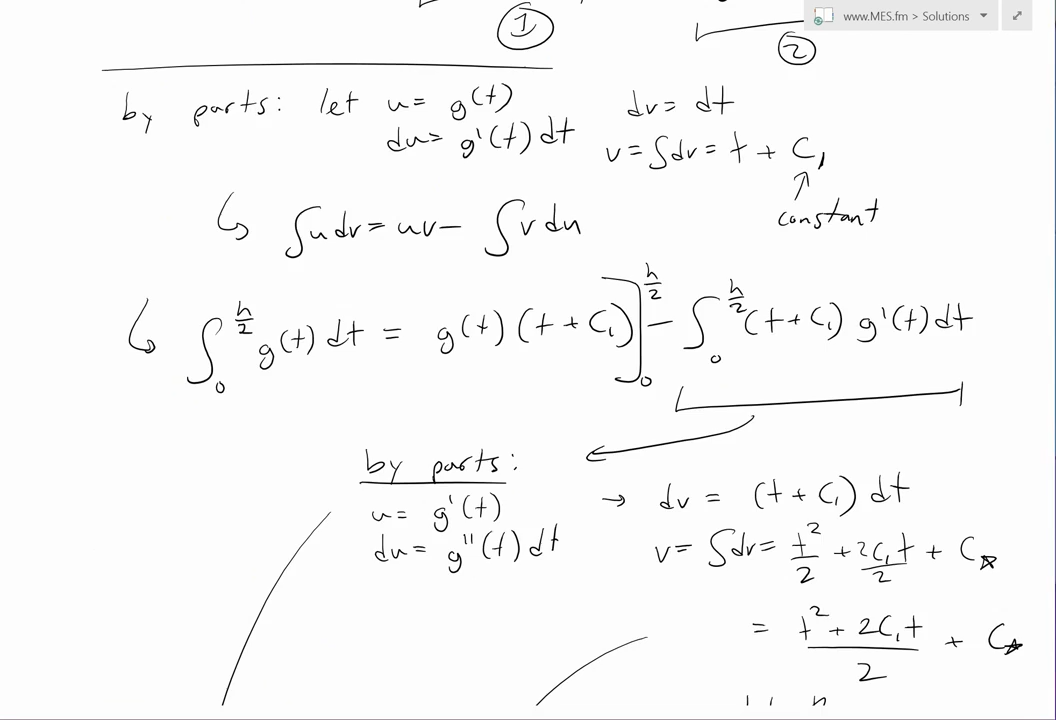 www.MES.fm > Solutions
① ②
by parts: let u = g(t) dv = dt
du = g'(t) dt v = ∫dv = t + C₁
↑
constant
↳ ∫u dv = uv − ∫v du
↳ ∫₀^{h/2} g(t) dt = g(t) (t + C₁)]₀^{h/2} − ∫₀^{h/2} (t + C₁) g'(t) dt
by parts:
u = g'(t) → dv = (t + C₁) dt
du = g''(t) dt v = ∫dv = t²/2 + 2C₁t/2 + C⋆
= (t² + 2C₁t)/2 + C⋆